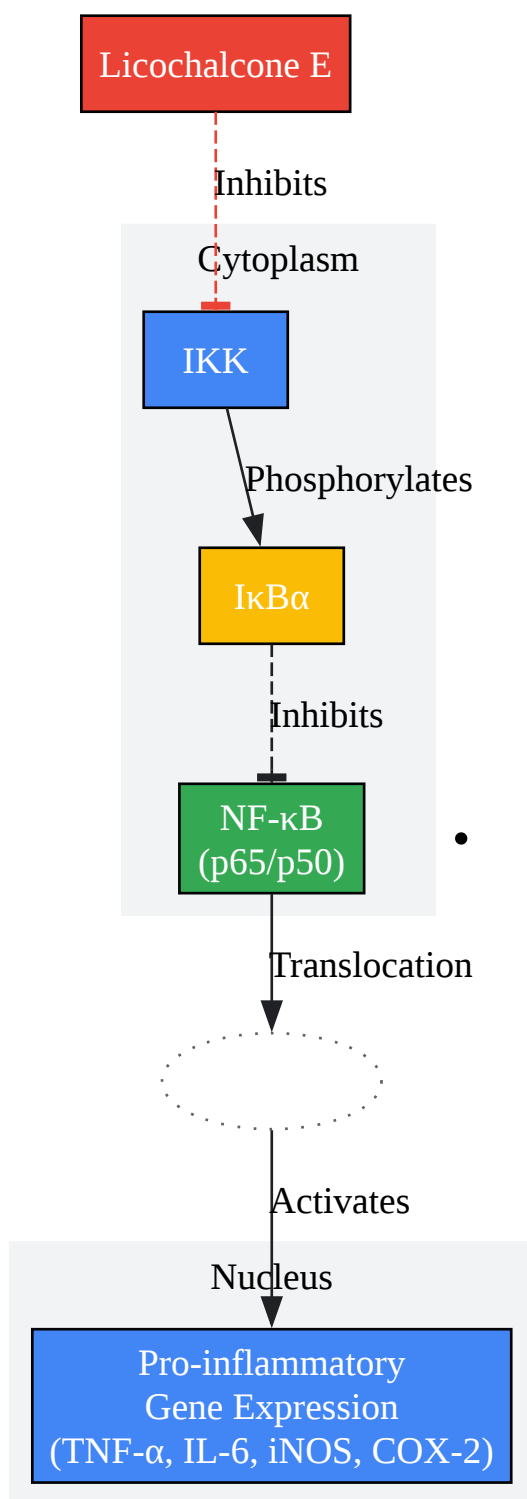 Licochalcone E
Inhibits
Cytoplasm
IKK
Phosphorylates
IκBα
Inhibits
NF-κB
(p65/p50)
Translocation
Activates
Nucleus
Pro-inflammatory
Gene Expression
(TNF-α, IL-6, iNOS, COX-2)